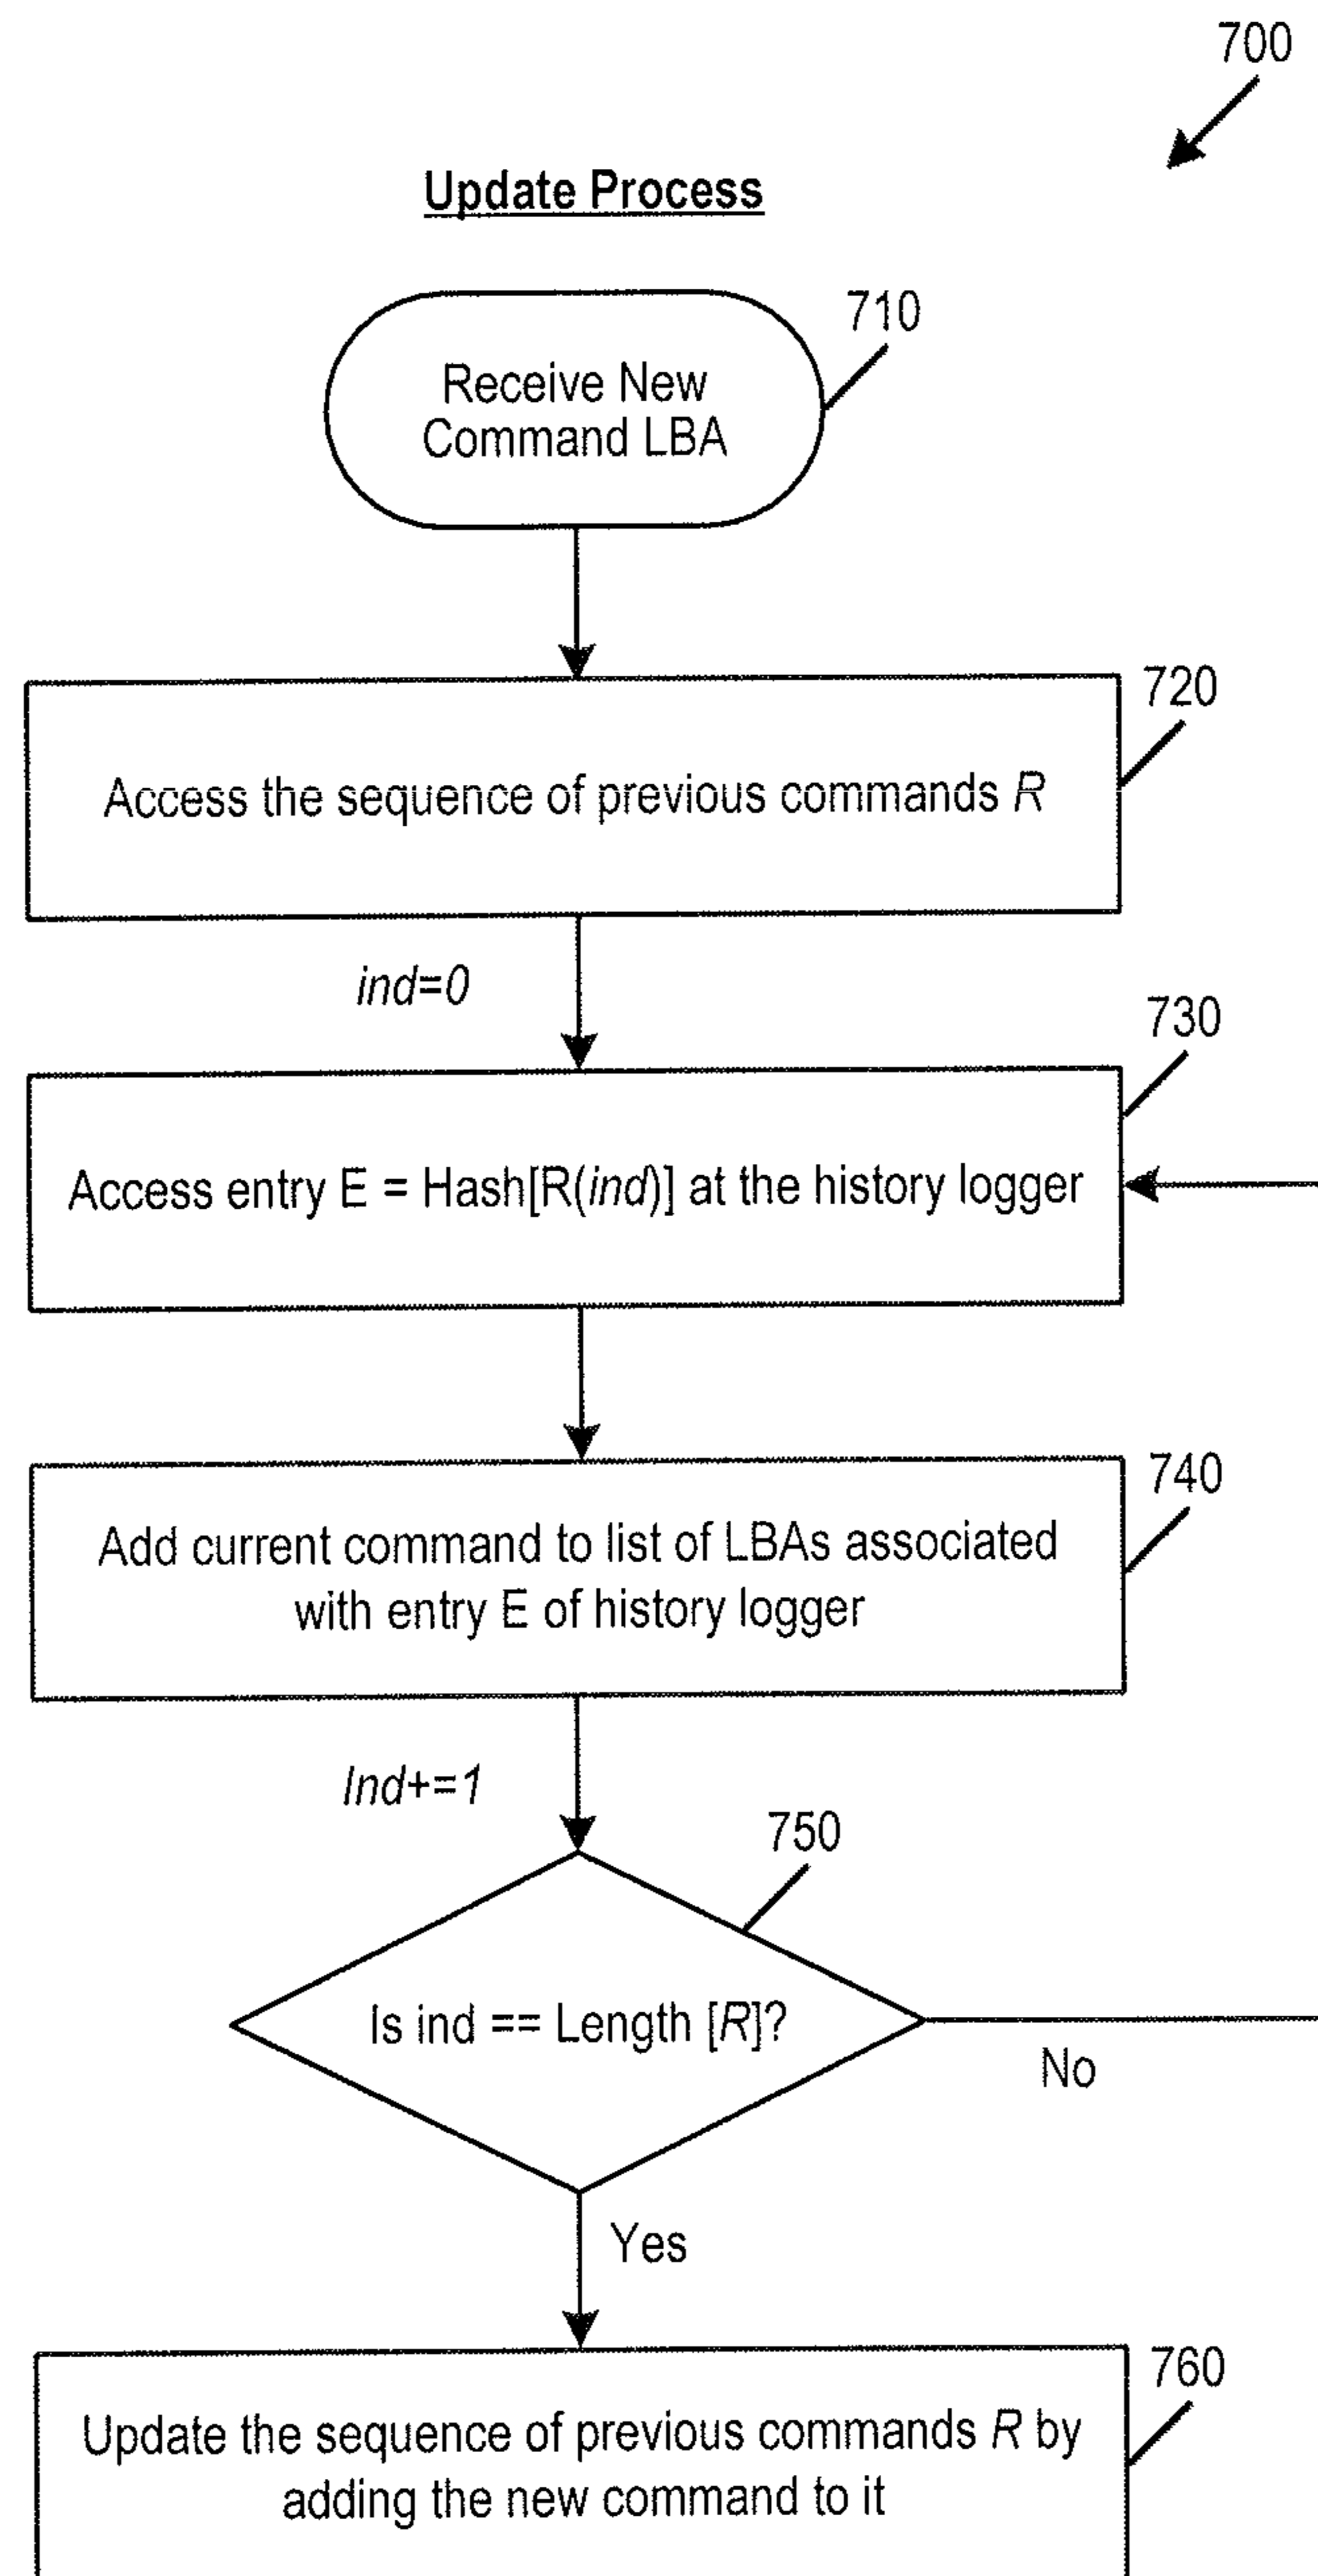 700
Update Process
710
Receive New
Command LBA
720
Access the sequence of previous commands R
ind=0
730
Access entry E = Hash[R(ind)] at the history logger
740
Add current command to list of LBAs associated
with entry E of history logger
Ind+=1
750
Is ind == Length [R]?
No
Yes
760
Update the sequence of previous commands R by
adding the new command to it